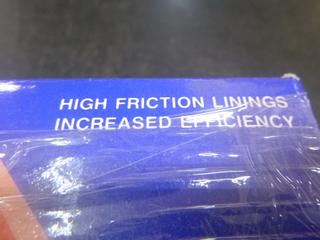 HIGH FRICTION LININGS
INCREASED EFFICIENCY